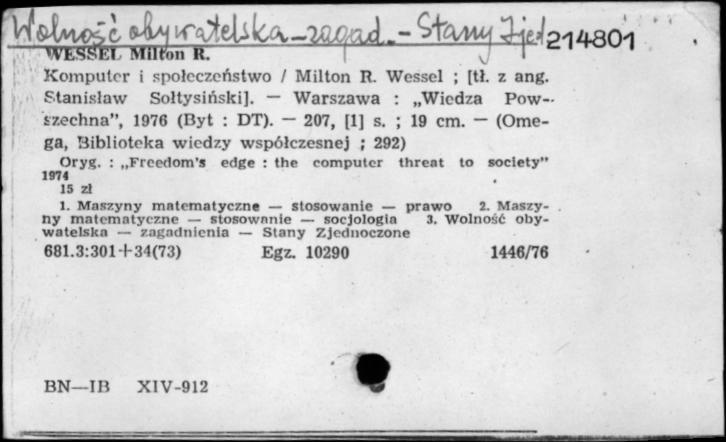 Wolność obywatelska – zagad. – Stany Zjed 214801
WESSEL Milton R.
Komputer i społeczeństwo / Milton R. Wessel ; [tł. z ang.
Stanisław Sołtysiński]. — Warszawa : „Wiedza Pow-
szechna”, 1976 (Byt : DT). — 207, [1] s. ; 19 cm. — (Ome-
ga, Biblioteka wiedzy współczesnej ; 292)
Oryg. : „Freedom's edge : the computer threat to society”
1974
15 zł
1. Maszyny matematyczne — stosowanie — prawo 2. Maszy-
ny matematyczne — stosowanie — socjologia 3. Wolność oby-
watelska — zagadnienia — Stany Zjednoczone
681.3:301+34(73) Egz. 10290 1446/76
BN—IB XIV-912